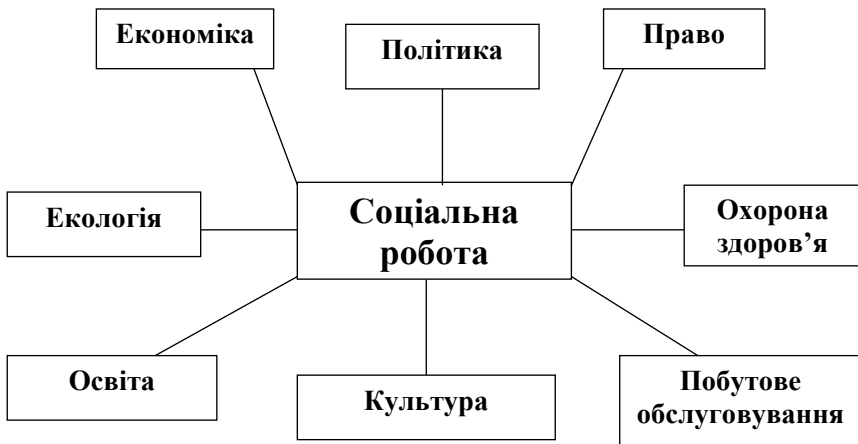 Економіка
Політика
Право
Екологія
Соціальна
робота
Охорона
здоров’я
Освіта
Культура
Побутове
обслуговування